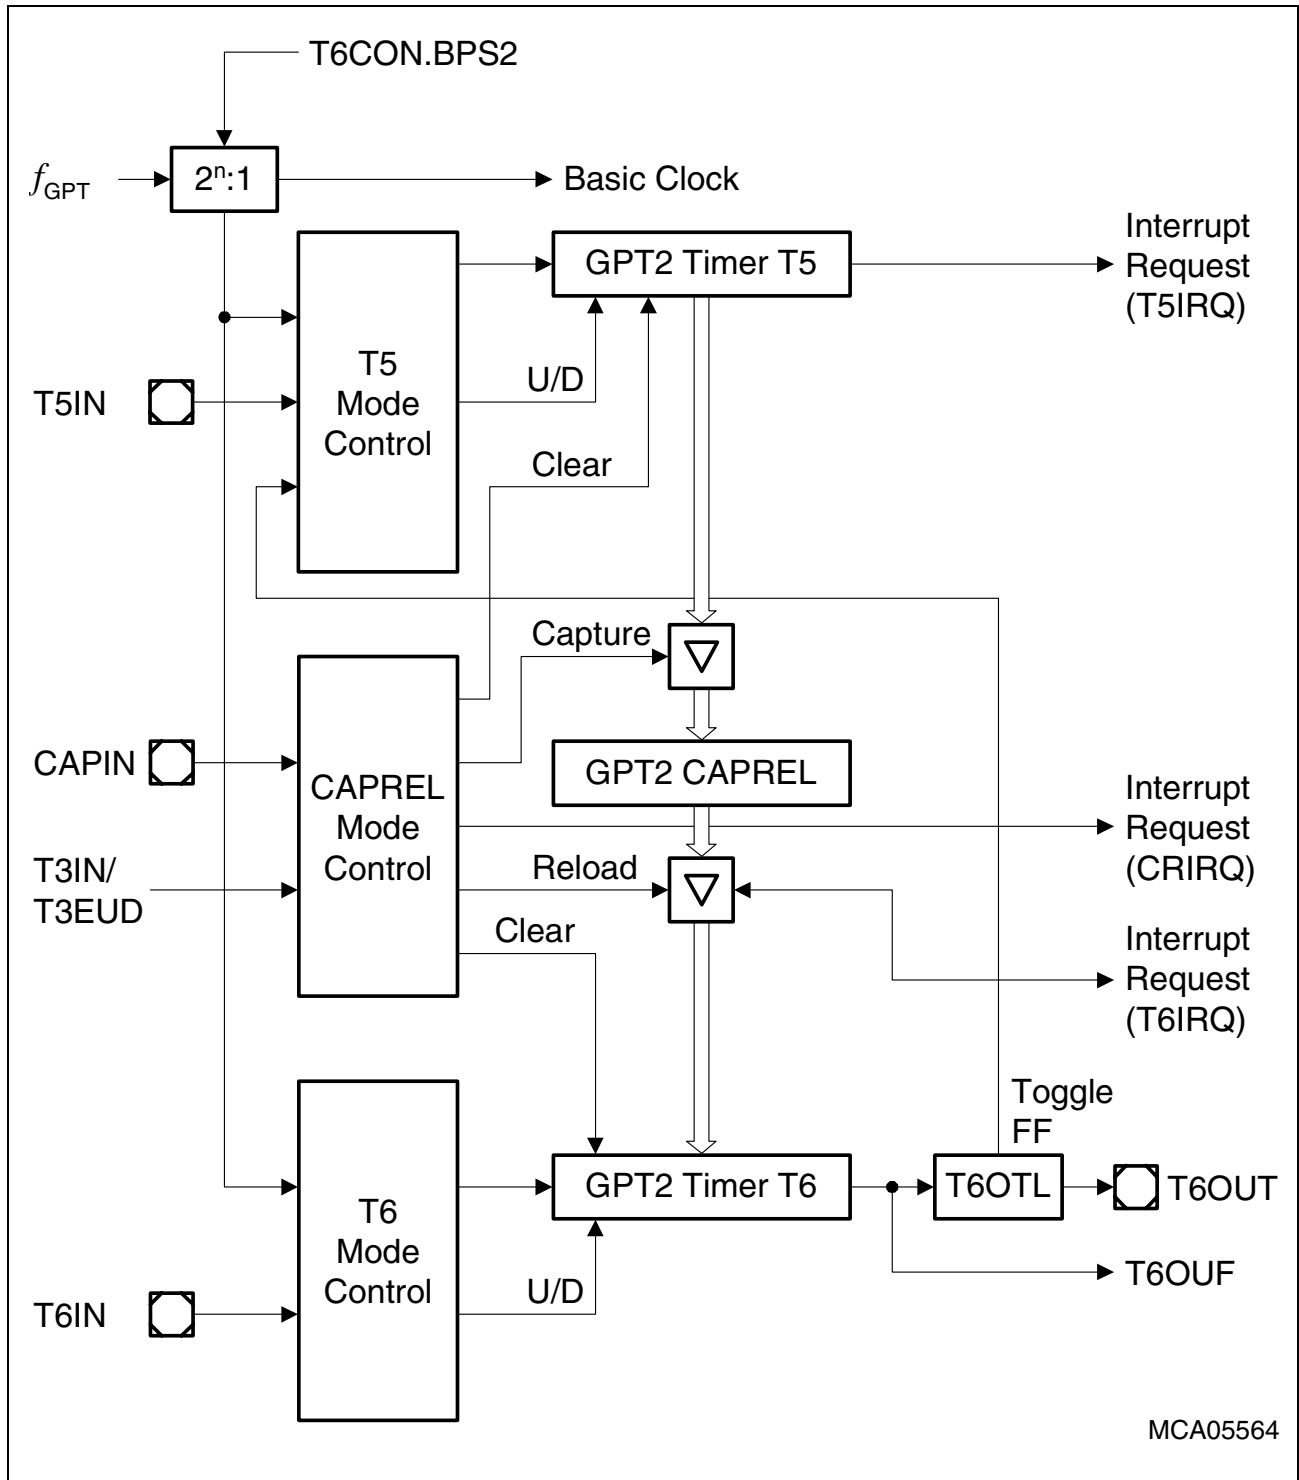 T6CON.BPS2
fGPT
2n:1
Basic Clock
GPT2 Timer T5
Interrupt
Request
(T5IRQ)
T5
Mode
Control
U/D
T5IN
Clear
Capture
CAPIN
CAPREL
Mode
Control
GPT2 CAPREL
Interrupt
Request
(CRIRQ)
T3IN/
T3EUD
Reload
Clear
Interrupt
Request
(T6IRQ)
Toggle
FF
T6
Mode
Control
GPT2 Timer T6
T6OTL
T6OUT
U/D
T6OUF
T6IN
MCA05564